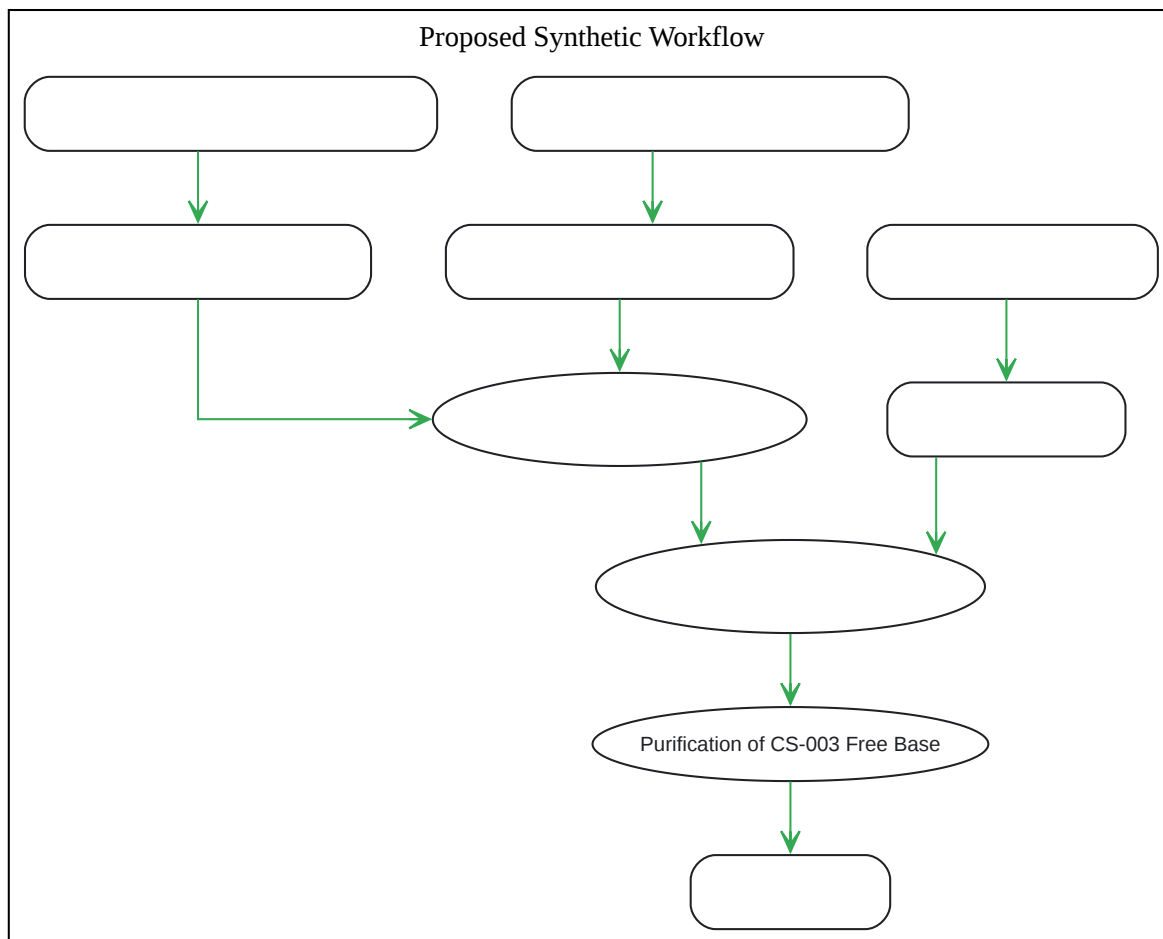 Proposed Synthetic Workflow
Purification of CS-003 Free Base